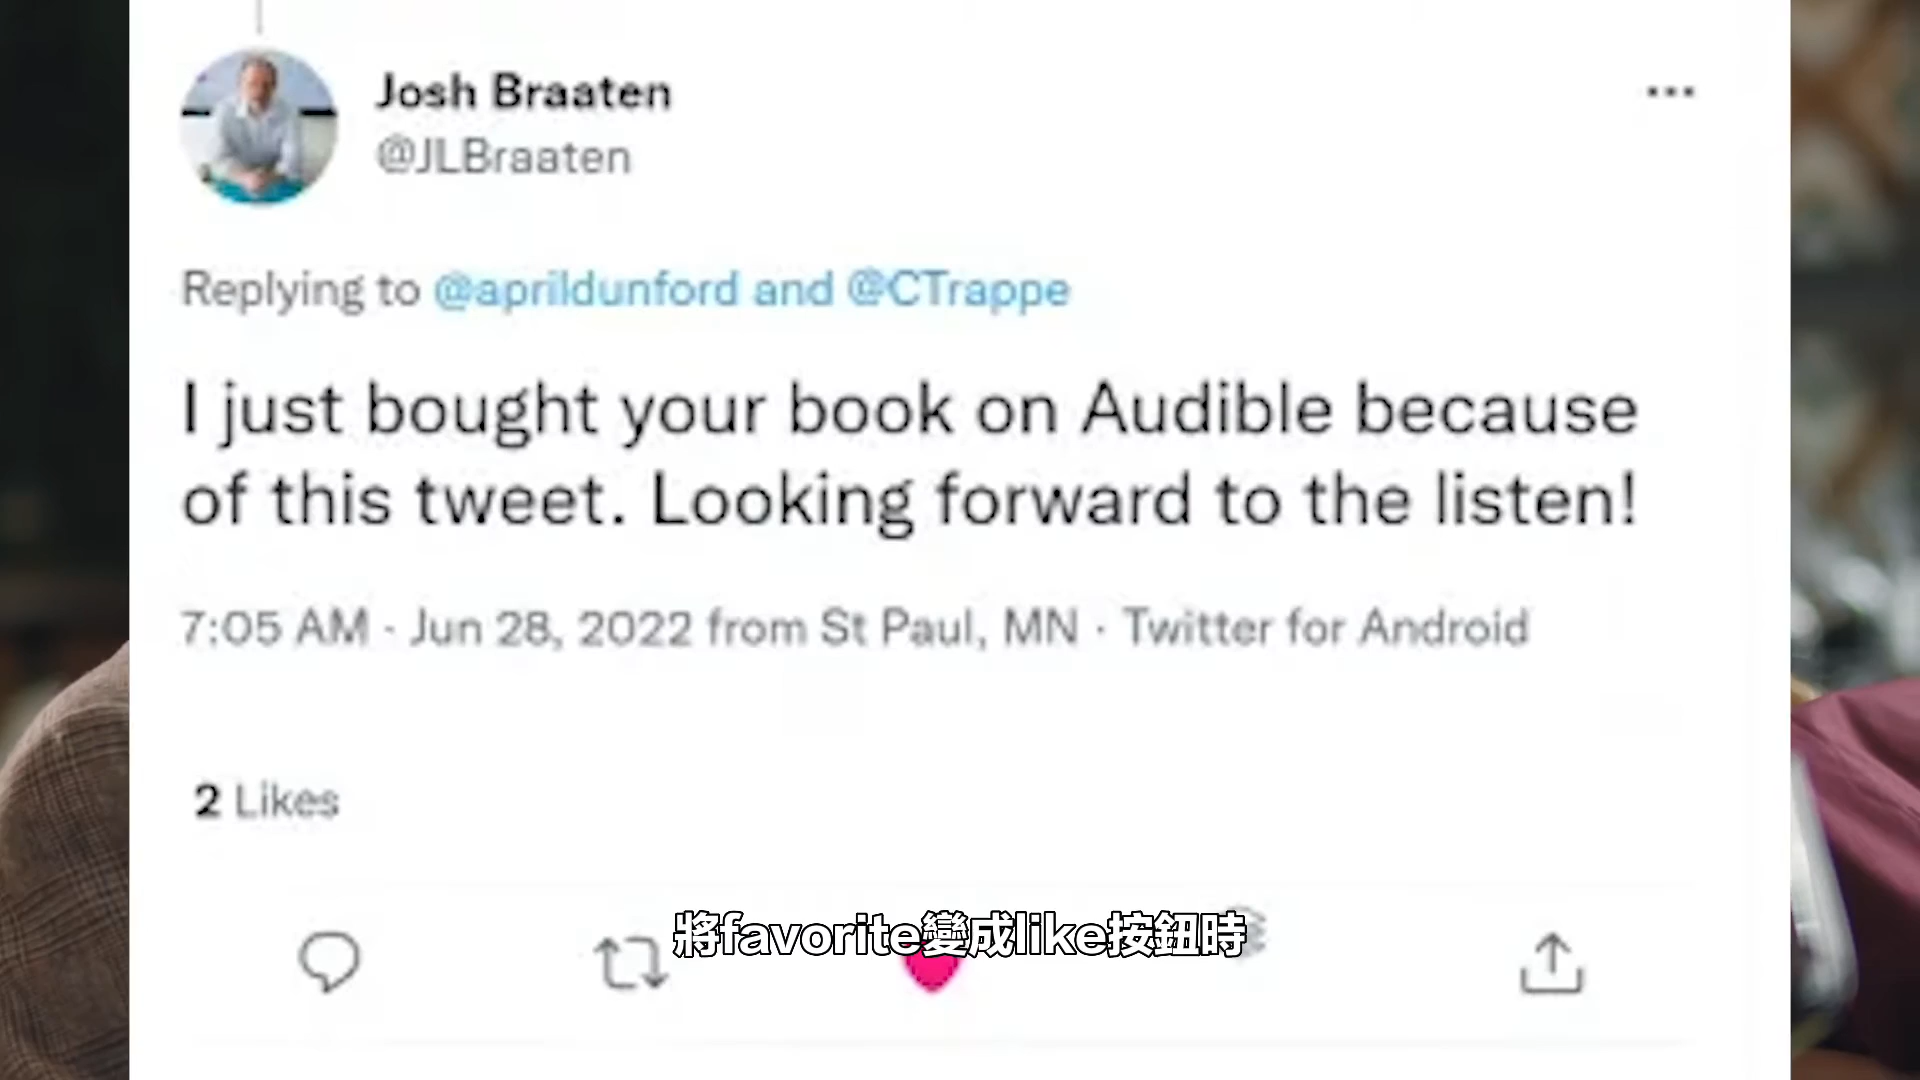 Josh Braaten
@JLBraaten
Replying to @aprildunford and @CTrappe
I just bought your book on Audible because
of this tweet. Looking forward to the listen!
7:05 AM · Jun 28, 2022 from St Paul, MN · Twitter for Android
2 Likes
將favorite變成like按鈕時